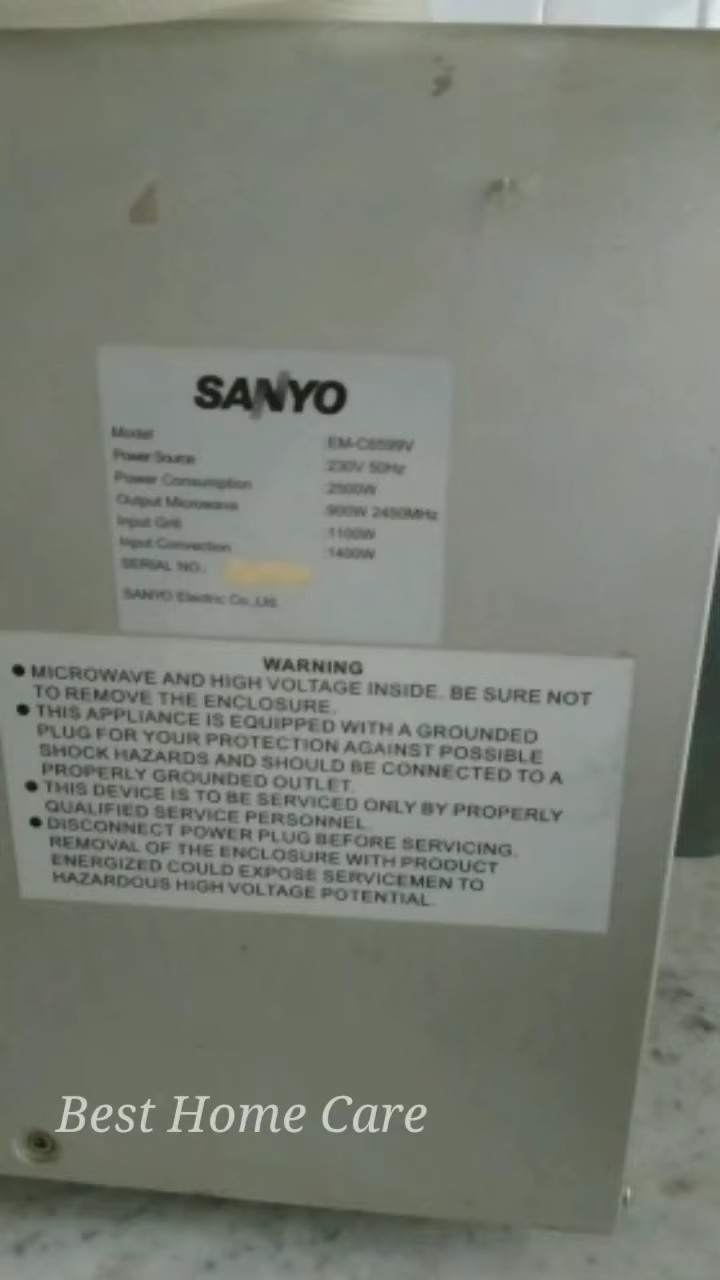 SANYO
Model
Power Source :230V 50Hz
Power Consumption :2500W
Output Microwave :900W 2450MHz
Input Grill :1100W
Input Convection :1400W
SERIAL NO.:
SANYO Electric Co.,Ltd.
WARNING
● MICROWAVE AND HIGH VOLTAGE INSIDE. BE SURE NOT
TO REMOVE THE ENCLOSURE.
● THIS APPLIANCE IS EQUIPPED WITH A GROUNDED
PLUG FOR YOUR PROTECTION AGAINST POSSIBLE
SHOCK HAZARDS AND SHOULD BE CONNECTED TO A
PROPERLY GROUNDED OUTLET.
● THIS DEVICE IS TO BE SERVICED ONLY BY PROPERLY
QUALIFIED SERVICE PERSONNEL.
● DISCONNECT POWER PLUG BEFORE SERVICING.
REMOVAL OF THE ENCLOSURE WITH PRODUCT
ENERGIZED COULD EXPOSE SERVICEMEN TO
HAZARDOUS HIGH VOLTAGE POTENTIAL.
Best Home Care